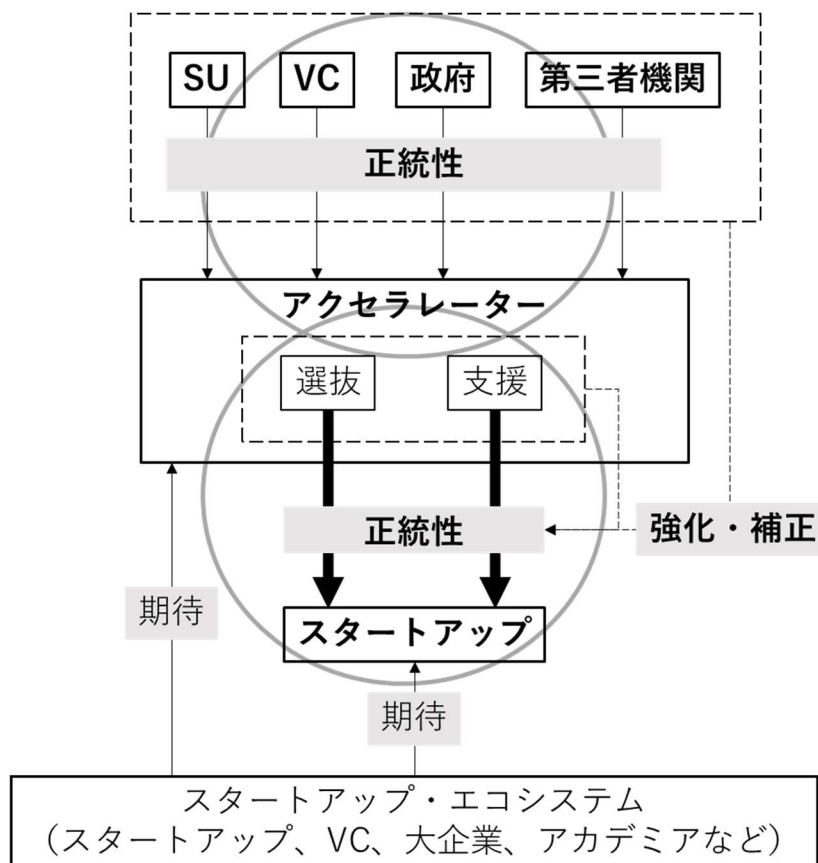 SU
VC
政府
第三者機関
正統性
アクセラレーター
選抜
支援
正統性
強化・補正
期待
スタートアップ
期待
スタートアップ・エコシステム
（スタートアップ、VC、大企業、アカデミアなど）